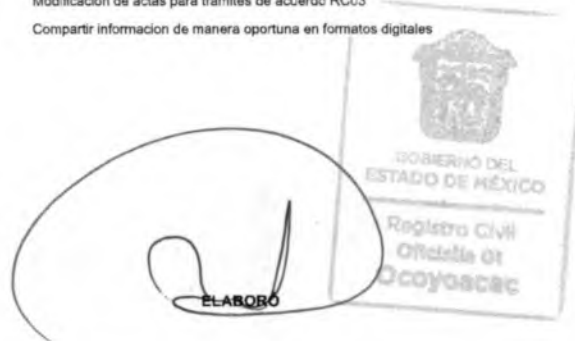 Modificacion de actas para tramites de acuerdo RC03
Compartir informacion de manera oportuna en formatos digitales
GOBIERNO DEL
ESTADO DE MÉXICO
Registro Civil
Oficialía 01
Ocoyoacac
ELABORÓ